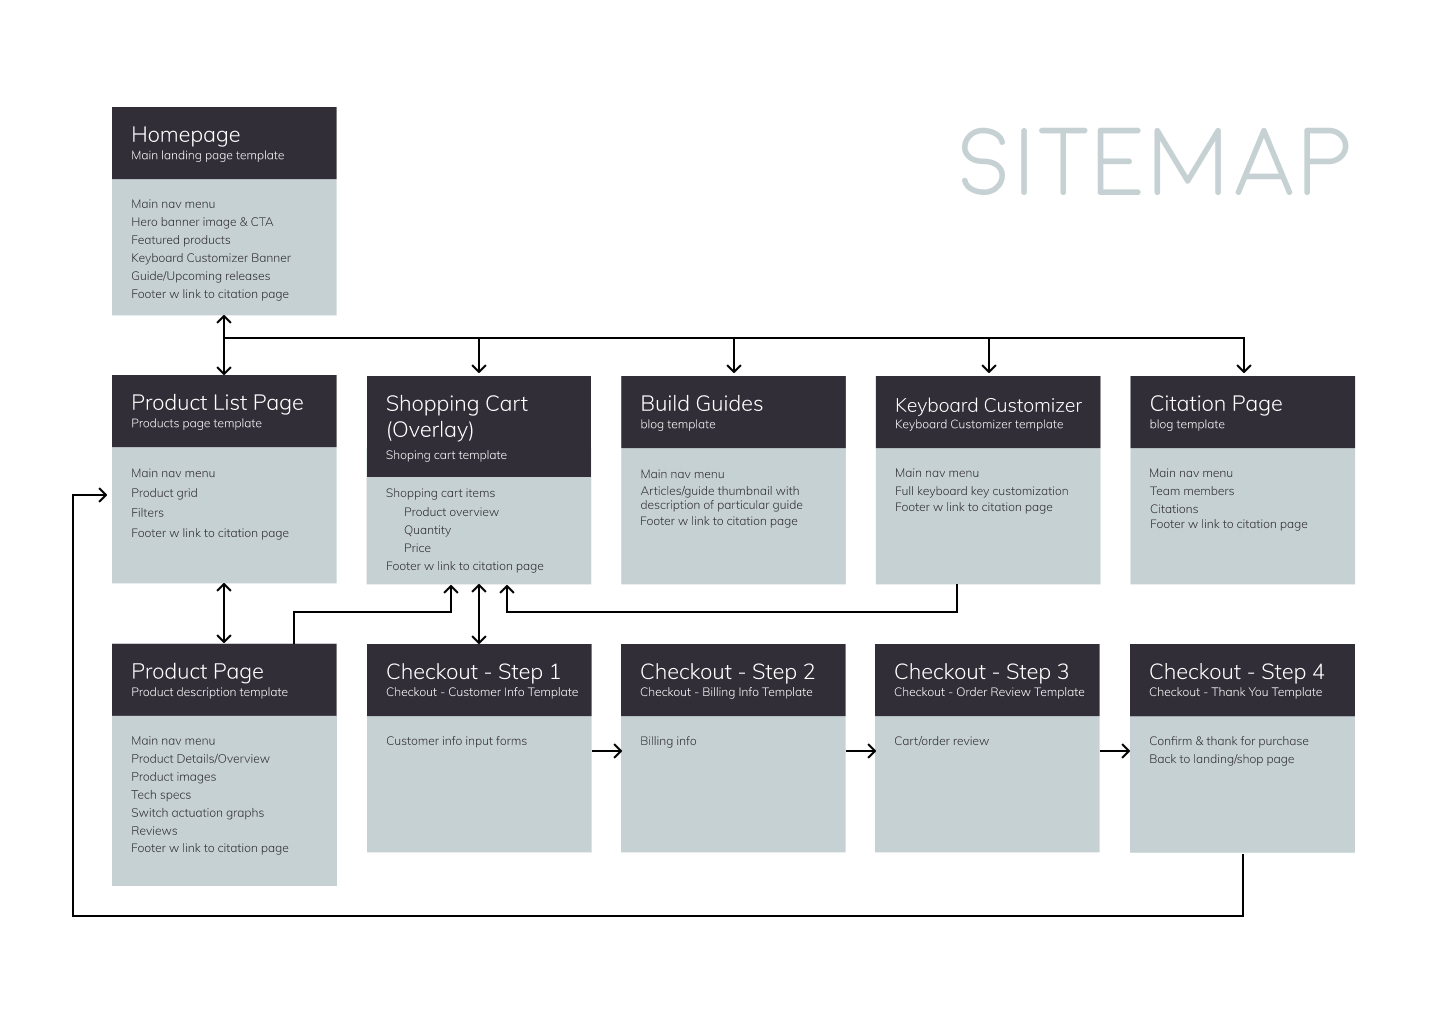 SITEMAP
Homepage
Main landing page template
Main nav menu
Hero banner image & CTA
Featured products
Keyboard Customizer Banner
Guide/Upcoming releases
Footer w link to citation page
Product List Page
Products page template
Main nav menu
Product grid
Filters
Footer w link to citation page
Shopping Cart
(Overlay)
Shoping cart template
Shopping cart items
Product overview
Quantity
Price
Footer w link to citation page
Build Guides
blog template
Main nav menu
Articles/guide thumbnail with
description of particular guide
Footer w link to citation page
Keyboard Customizer
Keyboard Customizer template
Main nav menu
Full keyboard key customization
Footer w link to citation page
Citation Page
blog template
Main nav menu
Team members
Citations
Footer w link to citation page
Product Page
Product description template
Main nav menu
Product Details/Overview
Product images
Tech specs
Switch actuation graphs
Reviews
Footer w link to citation page
Checkout - Step 1
Checkout - Customer Info Template
Customer info input forms
Checkout - Step 2
Checkout - Billing Info Template
Billing info
Checkout - Step 3
Checkout - Order Review Template
Cart/order review
Checkout - Step 4
Checkout - Thank You Template
Confirm & thank for purchase
Back to landing/shop page